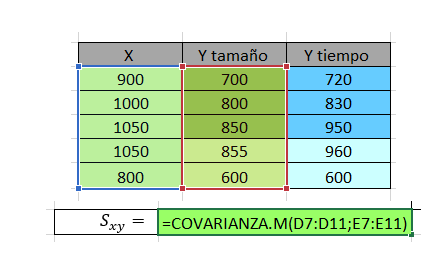 X Y tamaño Y tiempo
900 700 720
1000 800 830
1050 850 950
1050 855 960
800 600 600
Sxy = =COVARIANZA.M(D7:D11;E7:E11)